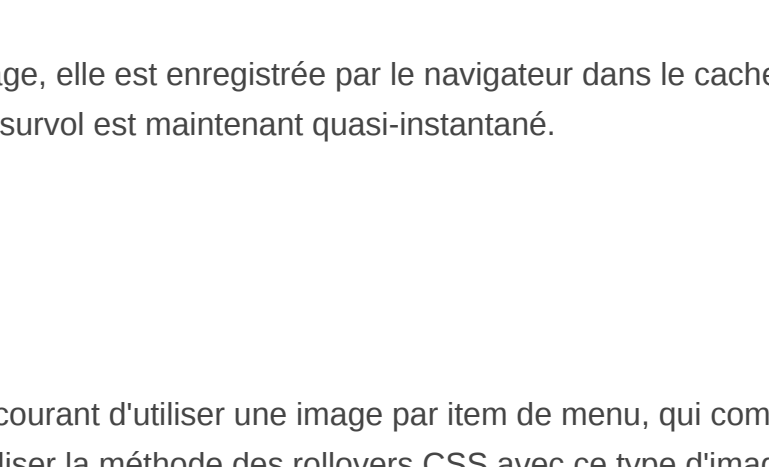 age, elle est enregistrée par le navigateur dans le cache
survol est maintenant quasi-instantané.
courant d'utiliser une image par item de menu, qui com
liser la méthode des rollovers CSS avec ce type d'imag